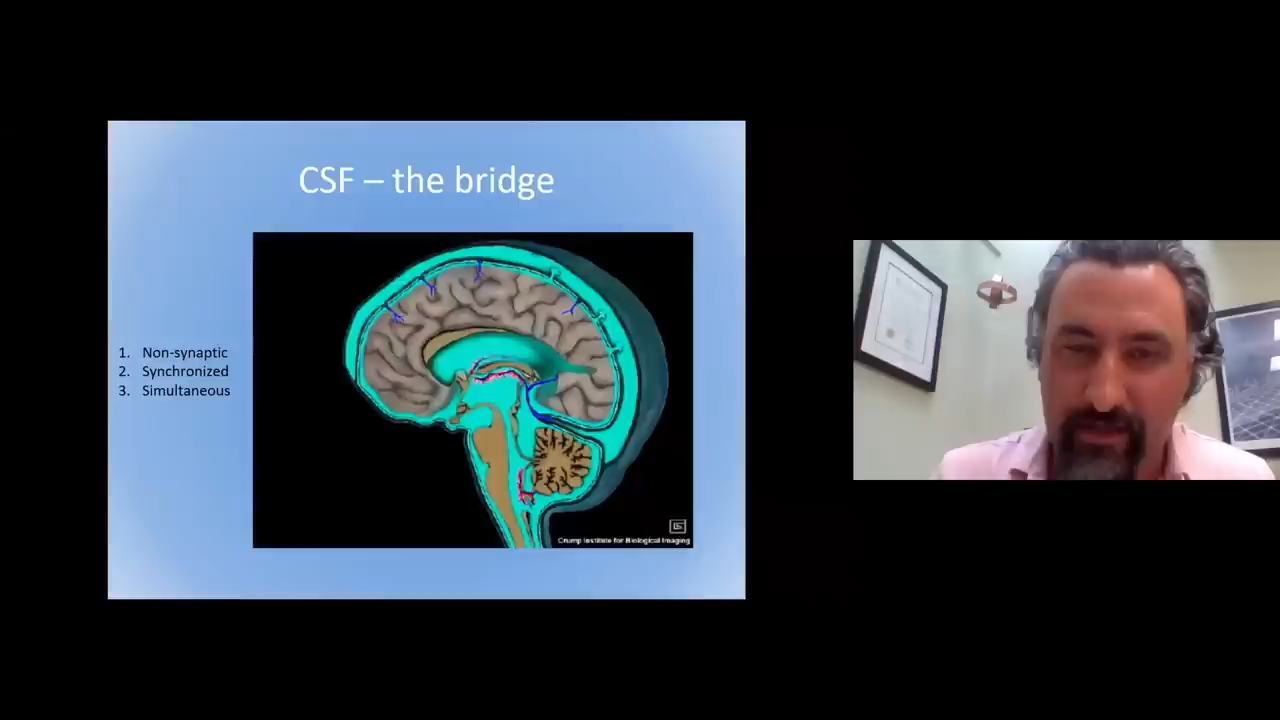 CSF – the bridge
1. Non-synaptic
2. Synchronized
3. Simultaneous
Crump Institute for Biological Imaging